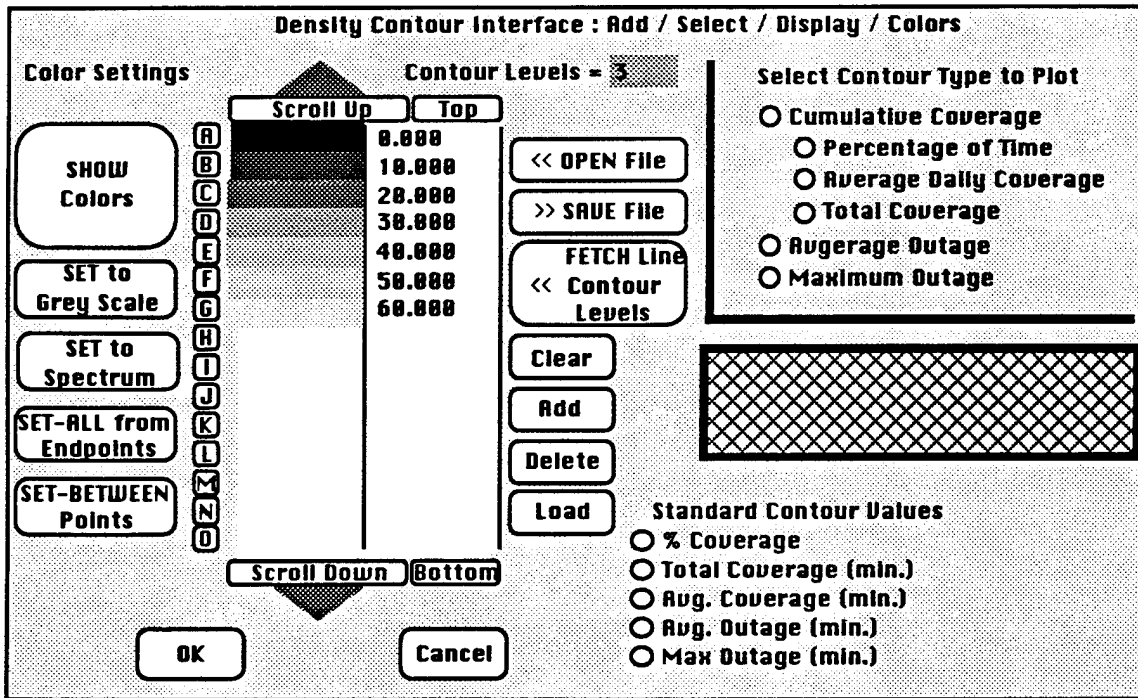 Density Contour Interface : Add / Select / Display / Colors
Color Settings
Contour Levels = 3
Select Contour Type to Plot
Scroll Up
Top
SHOW
Colors
SET to
Grey Scale
SET to
Spectrum
SET-ALL from
Endpoints
SET-BETWEEN
Points
A
B
C
D
E
F
G
H
I
J
K
L
M
N
O
0.000
10.000
20.000
30.000
40.000
50.000
60.000
Scroll Down
Bottom
<< OPEN File
>> SAVE File
FETCH Line
<< Contour
Levels
Clear
Add
Delete
Load
Cumulative Coverage
Percentage of Time
Average Daily Coverage
Total Coverage
Avgerage Outage
Maximum Outage
Standard Contour Values
% Coverage
Total Coverage (min.)
Avg. Coverage (min.)
Avg. Outage (min.)
Max Outage (min.)
OK
Cancel